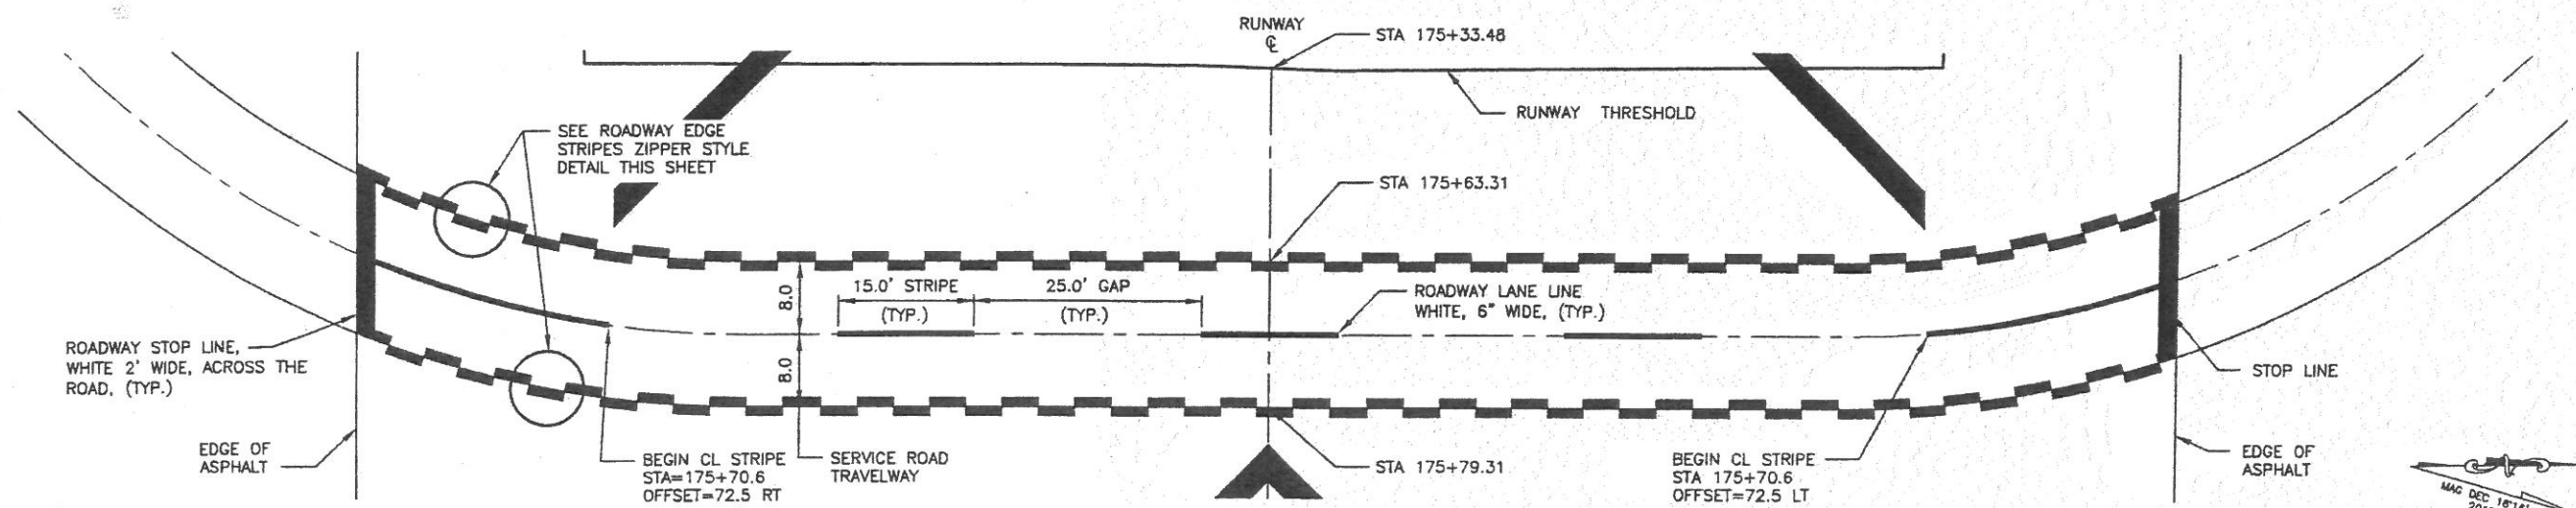 RUNWAY
℄
STA 175+33.48
RUNWAY THRESHOLD
SEE ROADWAY EDGE
STRIPES ZIPPER STYLE
DETAIL THIS SHEET
STA 175+63.31
8.0
15.0' STRIPE
(TYP.)
25.0' GAP
(TYP.)
ROADWAY LANE LINE
WHITE, 6" WIDE, (TYP.)
8.0
ROADWAY STOP LINE,
WHITE 2' WIDE, ACROSS THE
ROAD, (TYP.)
STOP LINE
EDGE OF
ASPHALT
BEGIN CL STRIPE
STA=175+70.6
OFFSET=72.5 RT
SERVICE ROAD
TRAVELWAY
STA 175+79.31
BEGIN CL STRIPE
STA 175+70.6
OFFSET=72.5 LT
EDGE OF
ASPHALT
MAG DEC